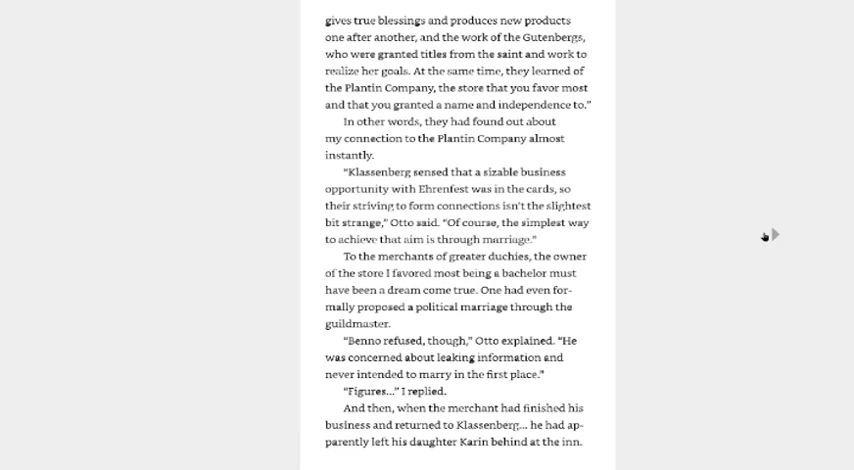 gives true blessings and produces new products
one after another, and the work of the Gutenbergs,
who were granted titles from the saint and work to
realize her goals. At the same time, they learned of
the Plantin Company, the store that you favor most
and that you granted a name and independence to.”
In other words, they had found out about
my connection to the Plantin Company almost
instantly.
“Klassenberg sensed that a sizable business
opportunity with Ehrenfest was in the cards, so
their striving to form connections isn't the slightest
bit strange,” Otto said. “Of course, the simplest way
to achieve that aim is through marriage.”
To the merchants of greater duchies, the owner
of the store I favored most being a bachelor must
have been a dream come true. One had even for-
mally proposed a political marriage through the
guildmaster.
“Benno refused, though,” Otto explained. “He
was concerned about leaking information and
never intended to marry in the first place.”
“Figures...” I replied.
And then, when the merchant had finished his
business and returned to Klassenberg... he had ap-
parently left his daughter Karin behind at the inn.